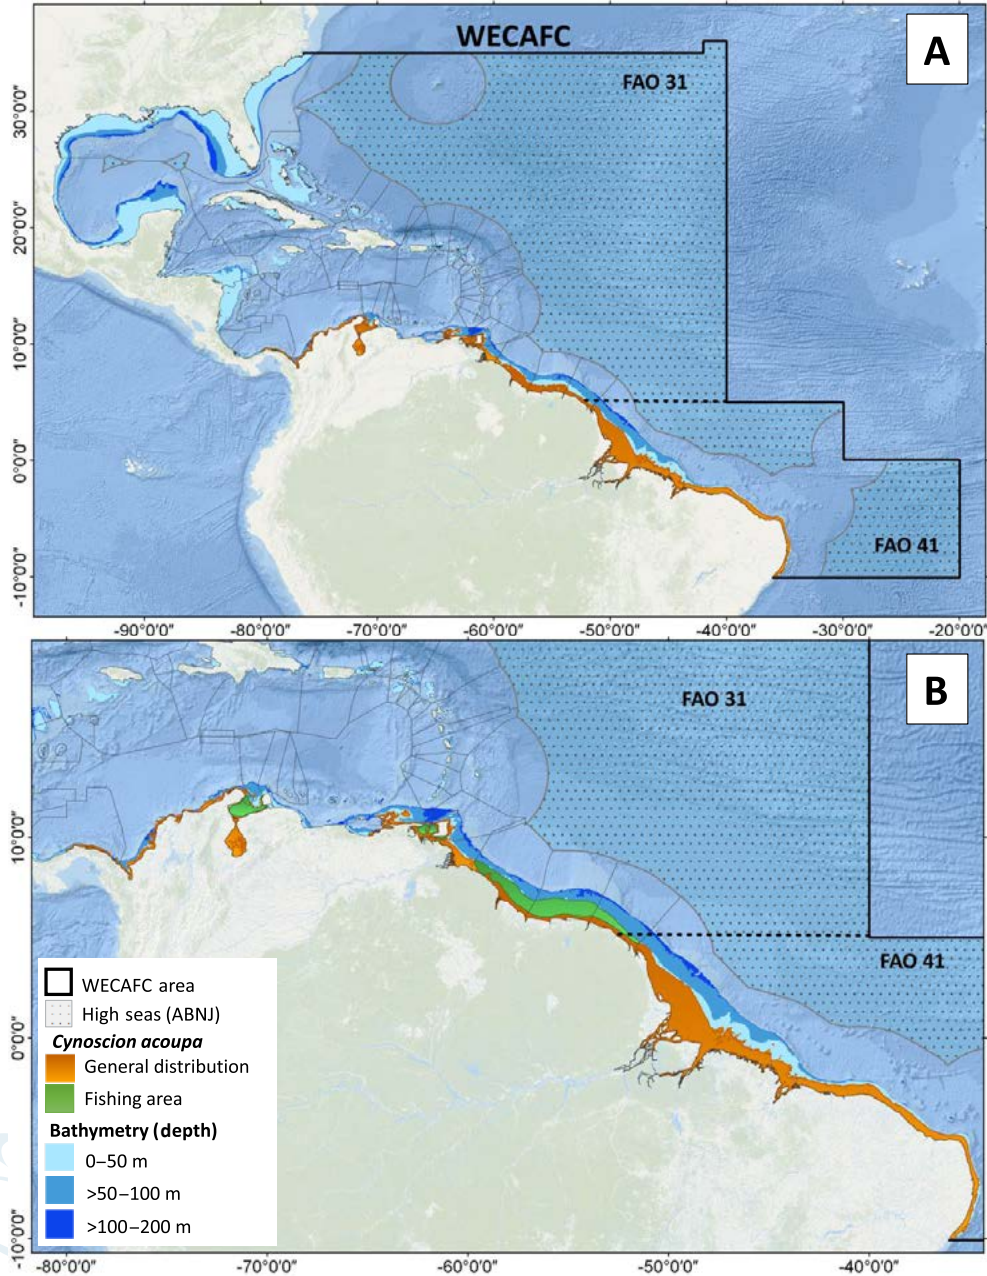 WECAFC
A
FAO 31
30°0'0"
20°0'0"
10°0'0"
0°0'0"
-10°0'0"
FAO 41
-90°0'0" -80°0'0" -70°0'0" -60°0'0" -50°0'0" -40°0'0" -30°0'0" -20°0'0"
B
FAO 31
10°0'0"
FAO 41
WECAFC area
High seas (ABNJ)
Cynoscion acoupa
General distribution
Fishing area
Bathymetry (depth)
0–50 m
>50–100 m
>100–200 m
0°0'0"
-10°0'0"
-80°0'0" -70°0'0" -60°0'0" -50°0'0" -40°0'0"